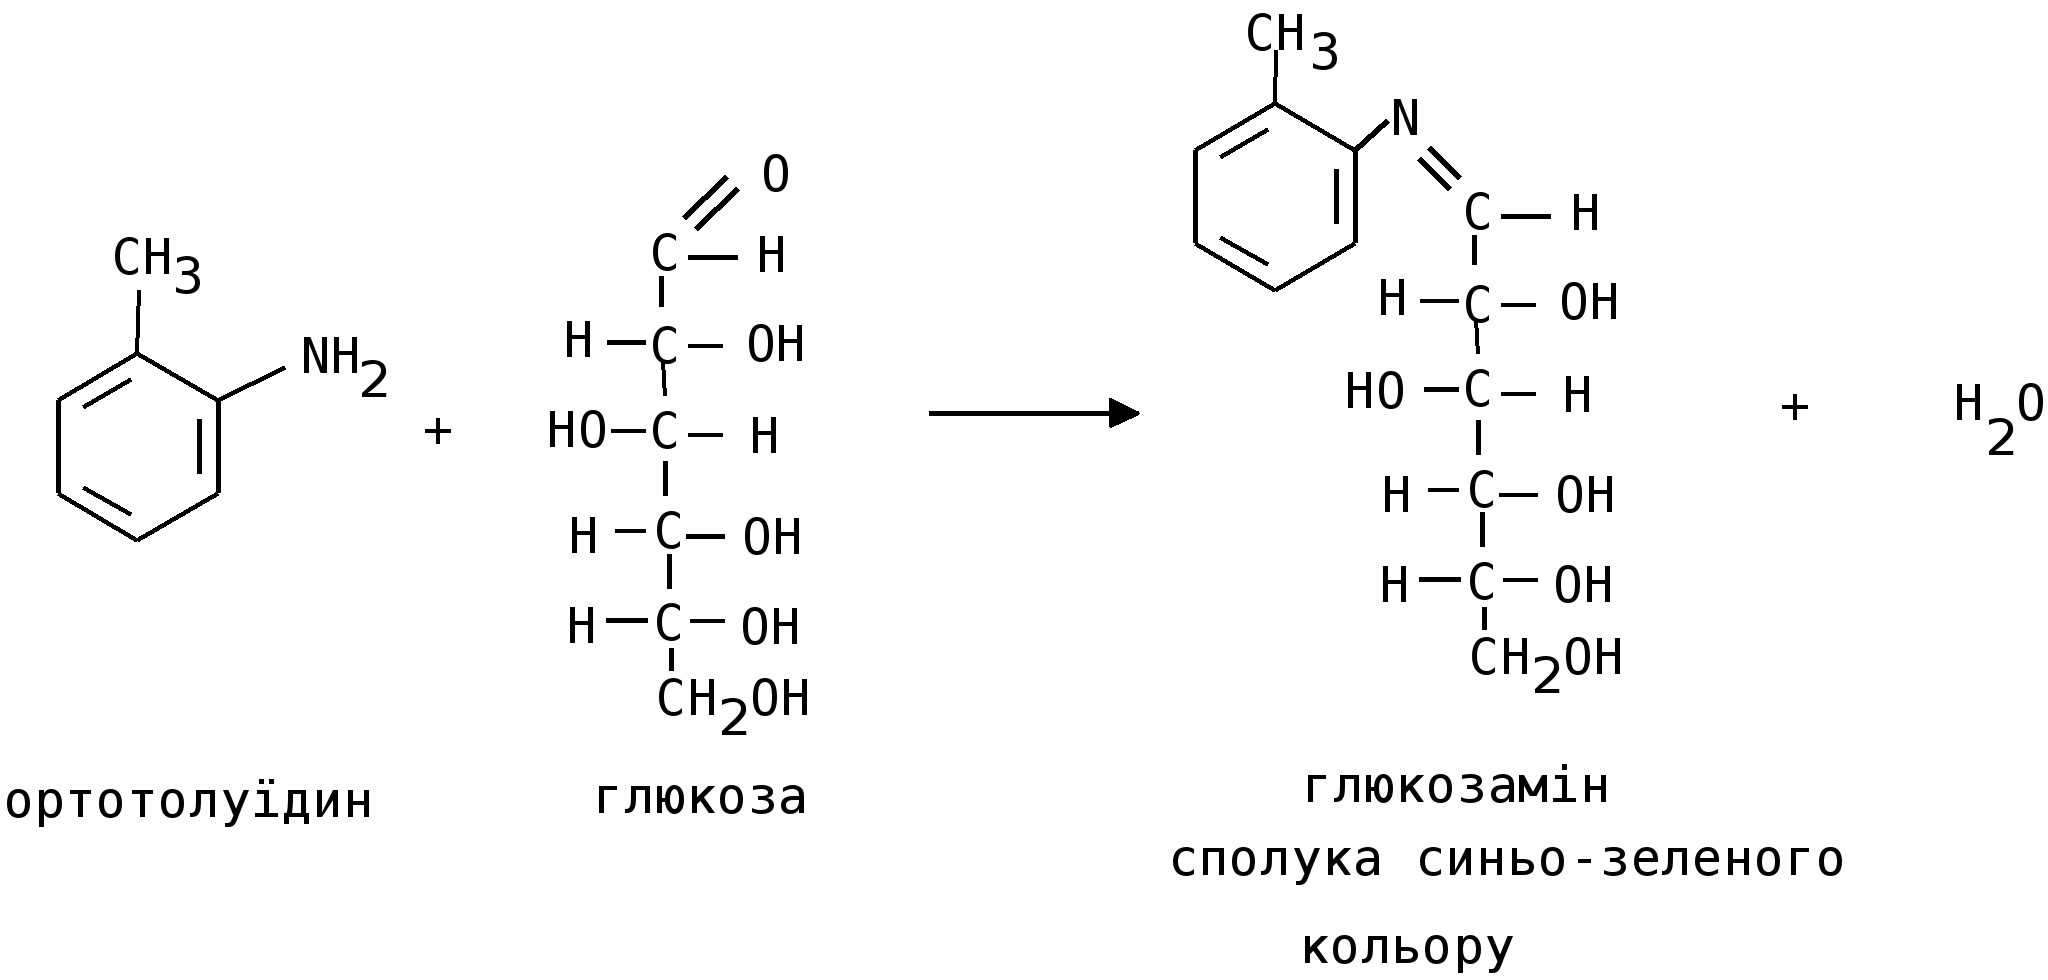 CH3
NH2
+
O
C H
H C OH
HO C H
H C OH
H C OH
CH2OH
CH3
N
C H
H C OH
HO C H
H C OH
H C OH
CH2OH
+
H2O
ортотолуїдин
глюкоза
глюкозамін
сполука синьо-зеленого
кольору